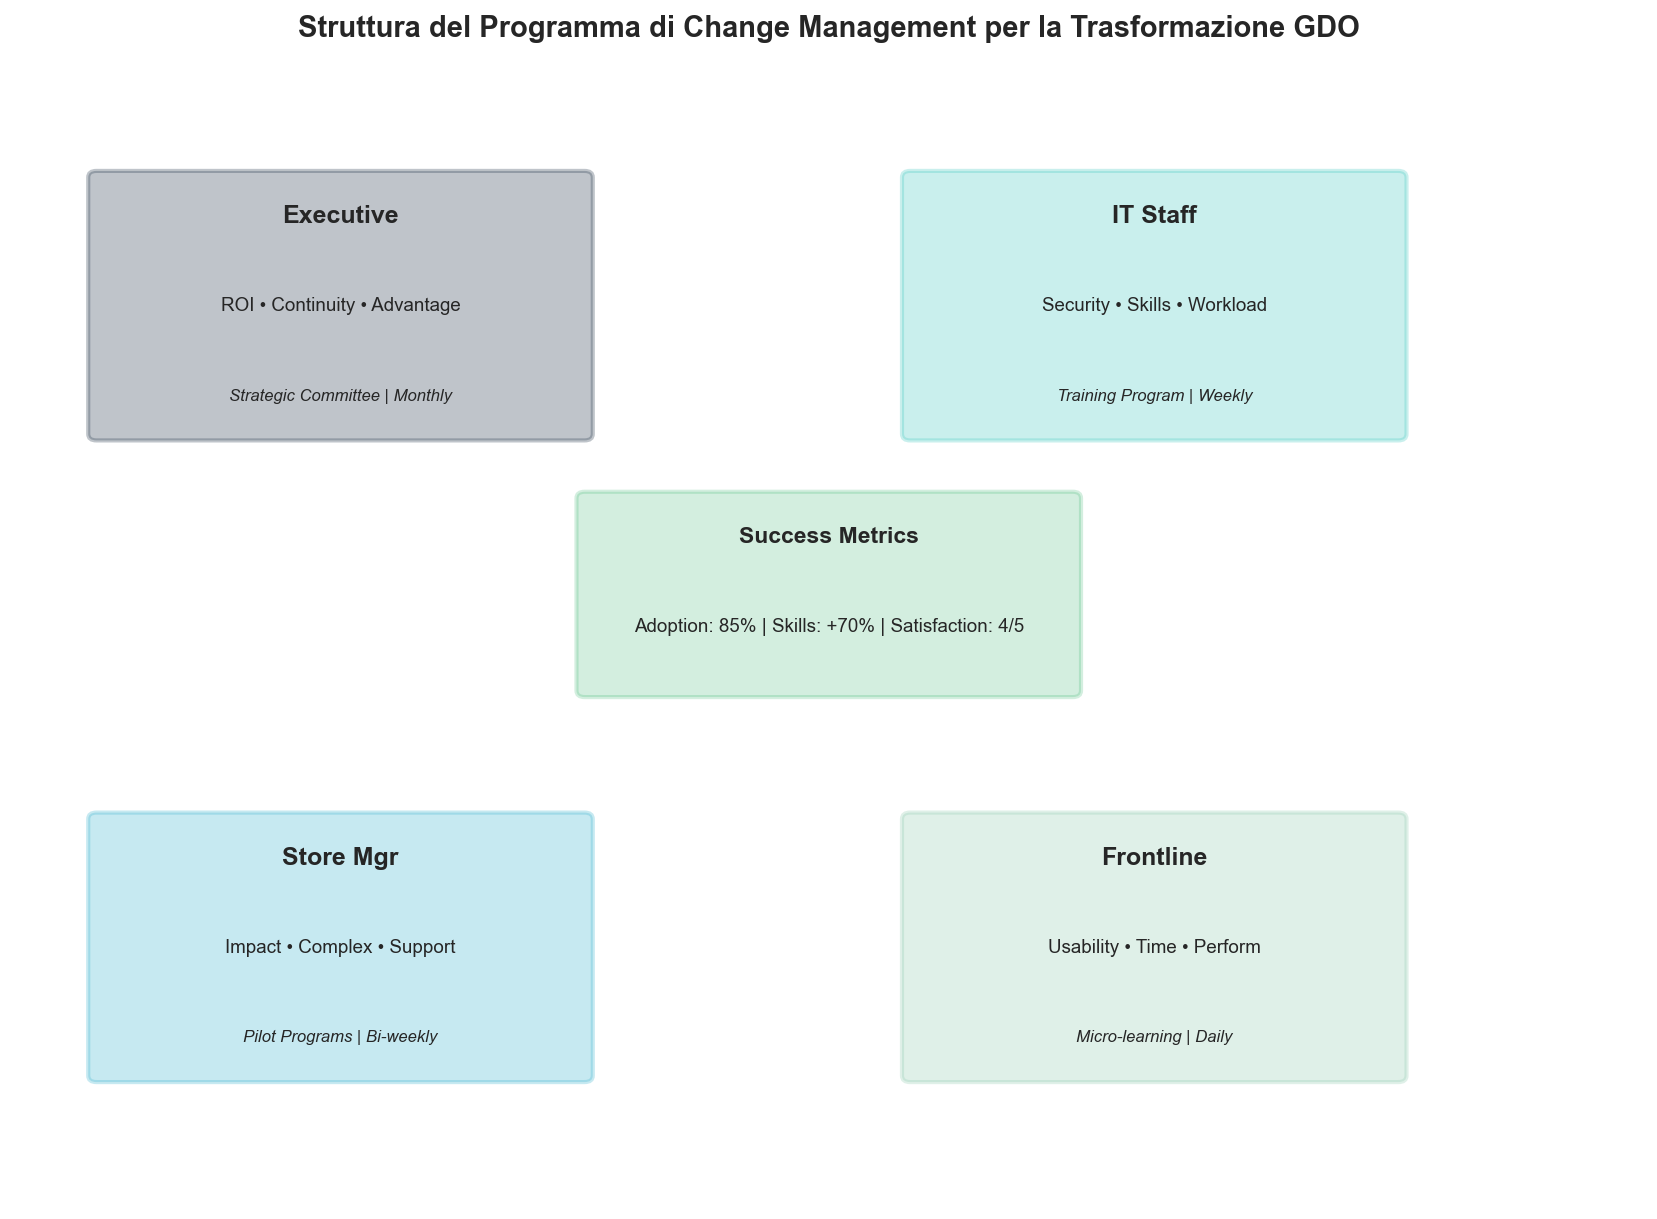 Struttura del Programma di Change Management per la Trasformazione GDO
Executive
ROI • Continuity • Advantage
Strategic Committee | Monthly
IT Staff
Security • Skills • Workload
Training Program | Weekly
Success Metrics
Adoption: 85% | Skills: +70% | Satisfaction: 4/5
Store Mgr
Impact • Complex • Support
Pilot Programs | Bi-weekly
Frontline
Usability • Time • Perform
Micro-learning | Daily